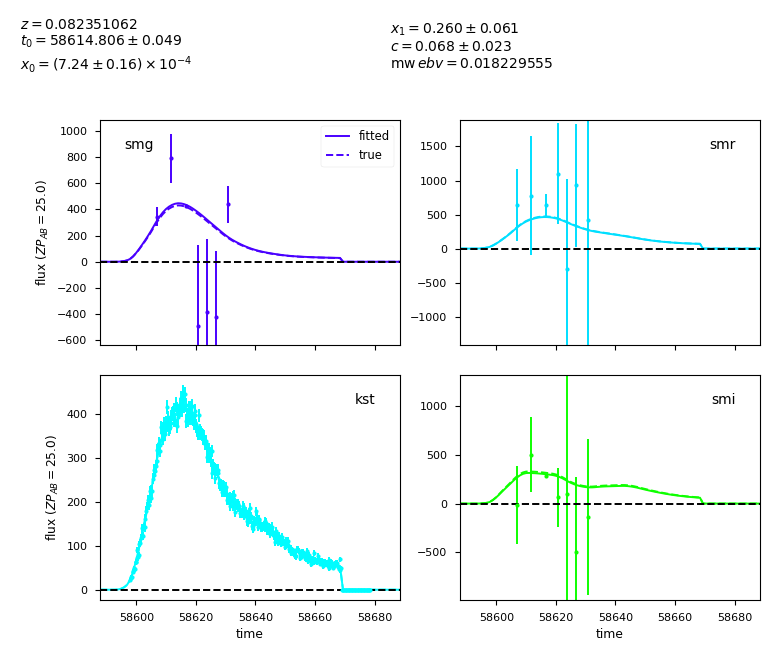 z = 0.082351062
t₀ = 58614.806 ± 0.049
x₀ = (7.24 ± 0.16) × 10⁻⁴
x₁ = 0.260 ± 0.061
c = 0.068 ± 0.023
mw ebv = 0.018229555
smg
fitted
true
1000
800
600
400
200
0
−200
−400
−600
flux (ZP_AB = 25.0)
smr
1500
1000
500
0
−500
−1000
kst
400
300
200
100
0
flux (ZP_AB = 25.0)
58600 58620 58640 58660 58680
time
smi
1000
500
0
−500
58600 58620 58640 58660 58680
time